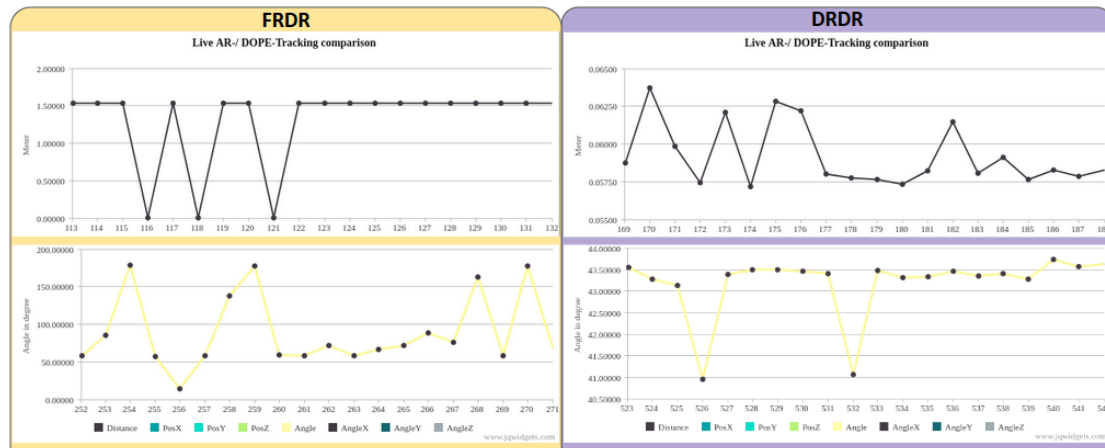 FRDR
DRDR
Live AR-/ DOPE-Tracking comparison
Live AR-/ DOPE-Tracking comparison
2.00000
1.50000
1.00000
0.50000
0.00000
Meter
113 114 115 116 117 118 119 120 121 122 123 124 125 126 127 128 129 130 131 132
0.06500
0.06250
0.06000
0.05750
0.05500
Meter
169 170 171 172 173 174 175 176 177 178 179 180 181 182 183 184 185 186 187
200.00000
150.00000
100.00000
50.00000
0.00000
Angle in degree
252 253 254 255 256 257 258 259 260 261 262 263 264 265 266 267 268 269 270 271
Distance PosX PosY PosZ Angle AngleX AngleY AngleZ
www.jqwidgets.com
44.00000
43.50000
43.00000
42.50000
42.00000
41.50000
41.00000
40.50000
Angle in degree
523 524 525 526 527 528 529 530 531 532 533 534 535 536 537 538 539 540 541
Distance PosX PosY PosZ Angle AngleX AngleY AngleZ
www.jqwidgets.com